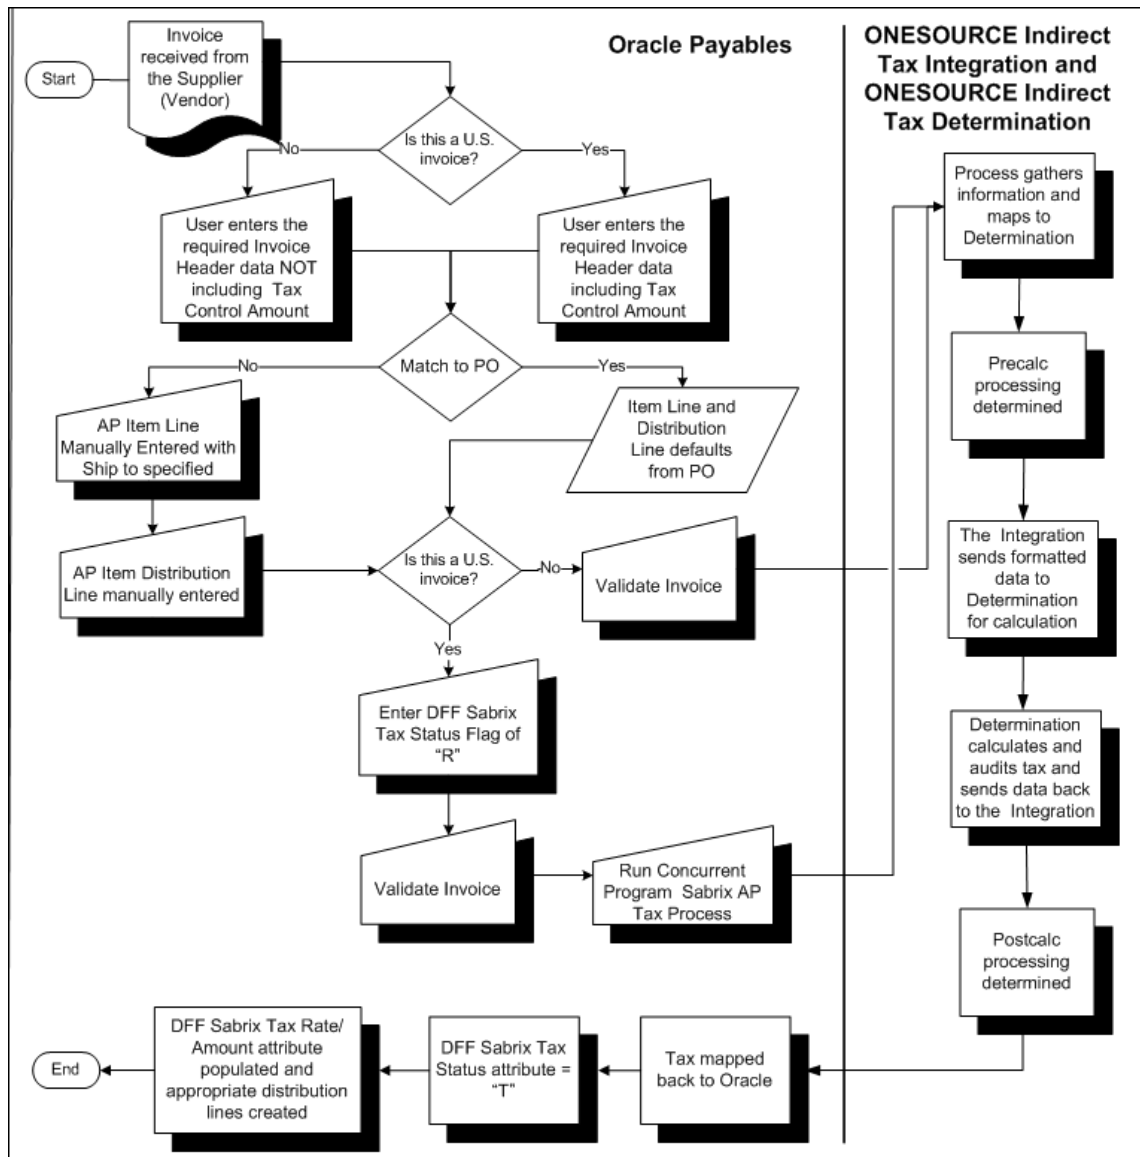 Oracle Payables
ONESOURCE Indirect
Tax Integration and
ONESOURCE Indirect
Tax Determination
Start
Invoice
received from
the Supplier
(Vendor)
Is this a U.S.
invoice?
No
Yes
User enters the
required Invoice
Header data NOT
including Tax
Control Amount
User enters the
required Invoice
Header data
including Tax
Control Amount
Match to PO
No
Yes
AP Item Line
Manually Entered with
Ship to specified
Item Line and
Distribution
Line defaults
from PO
AP Item Distribution
Line manually entered
Is this a U.S.
invoice?
No
Validate Invoice
Yes
Enter DFF Sabrix
Tax Status Flag of
“R”
Validate Invoice
Run Concurrent
Program Sabrix AP
Tax Process
Process gathers
information and
maps to
Determination
Precalc
processing
determined
The Integration
sends formatted
data to
Determination
for calculation
Determination
calculates and
audits tax and
sends data back
to the Integration
Postcalc
processing
determined
Tax mapped
back to Oracle
DFF Sabrix Tax
Status attribute =
“T”
DFF Sabrix Tax Rate/
Amount attribute
populated and
appropriate distribution
lines created
End